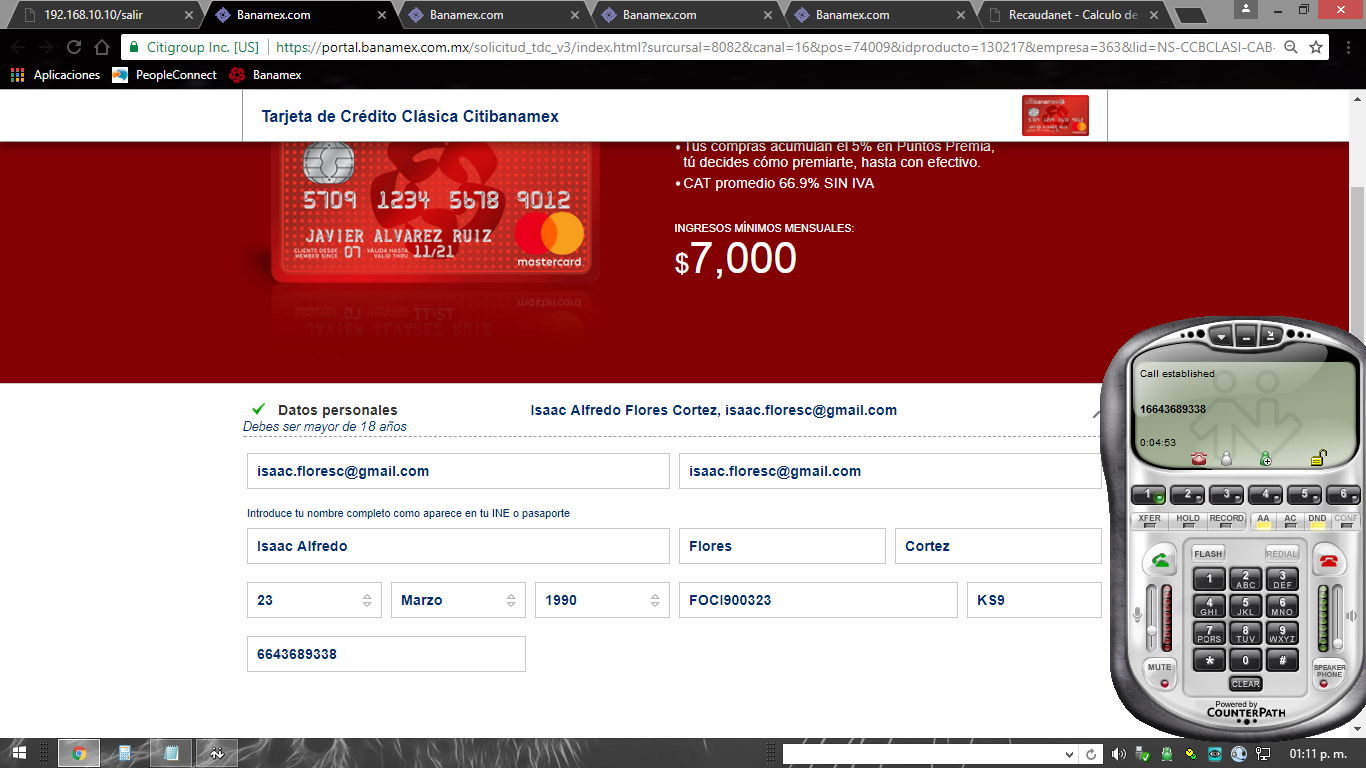 192.168.10.10/salir
Banamex.com
Banamex.com
Banamex.com
Banamex.com
Recaudanet - Calculo de
Citigroup Inc. [US]
https://portal.banamex.com.mx/solicitud_tdc_v3/index.html?sursursal=8082&canal=16&pos=74009&idproducto=130217&empresa=363&lid=NS-CCBCLASI-CAB-
Aplicaciones
PeopleConnect
Banamex
Tarjeta de Crédito Clásica Citibanamex
• Tus compras acumulan el 5% en Puntos Premia,
tú decides cómo premiarte, hasta con efectivo.
• CAT promedio 66.9% SIN IVA
5709 1234 5678 9012
JAVIER ALVAREZ RUIZ
CLIENTE DESDE
MEMBER SINCE
07
VÁLIDA HASTA
VALID THRU
11/21
mastercard
INGRESOS MÍNIMOS MENSUALES:
$7,000
Datos personales
Isaac Alfredo Flores Cortez, isaac.floresc@gmail.com
Debes ser mayor de 18 años
isaac.floresc@gmail.com
isaac.floresc@gmail.com
Introduce tu nombre completo como aparece en tu INE o pasaporte
Isaac Alfredo
Flores
Cortez
23
Marzo
1990
FOCI900323
KS9
6643689338
Call established
16643689338
0:04:53
1 2 3 4 5 6
XFER HOLD RECORD AA AC DND CONF
FLASH REDIAL
1 2 ABC 3 DEF
4 GHI 5 JKL 6 MNO
7 PQRS 8 TUV 9 WXYZ
* 0 #
MUTE
CLEAR
SPEAKER
PHONE
Powered by
COUNTERPATH
01:11 p. m.